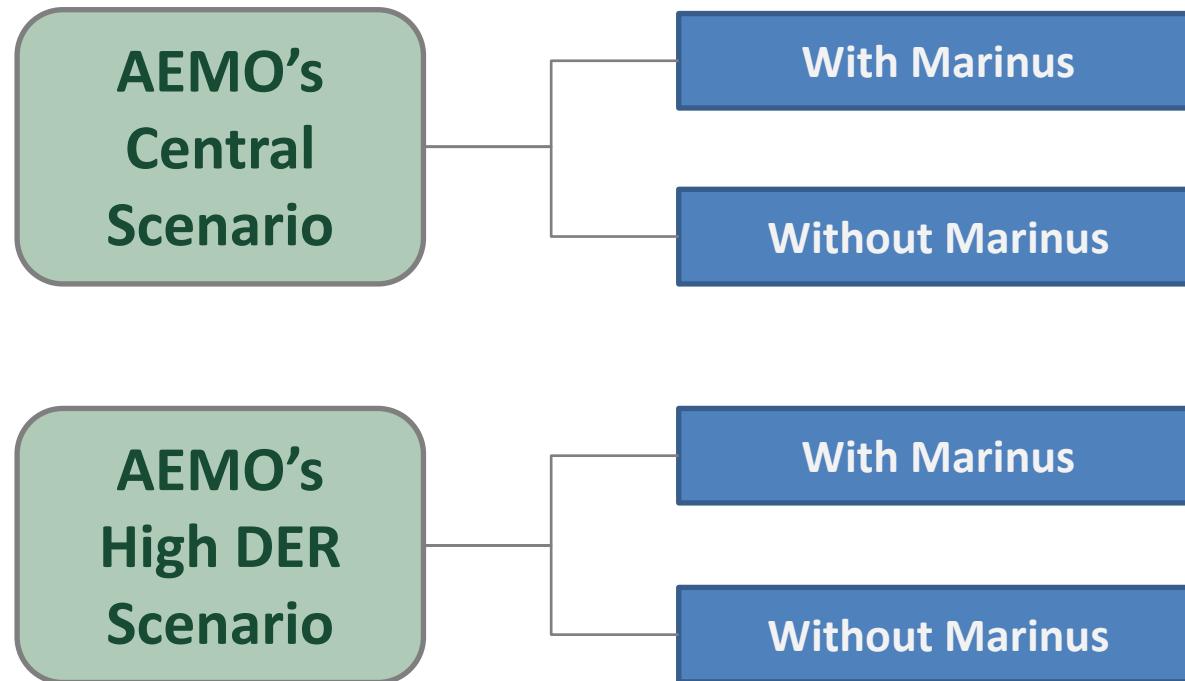 AEMO’s
Central
Scenario
With Marinus
Without Marinus
AEMO’s
High DER
Scenario
With Marinus
Without Marinus